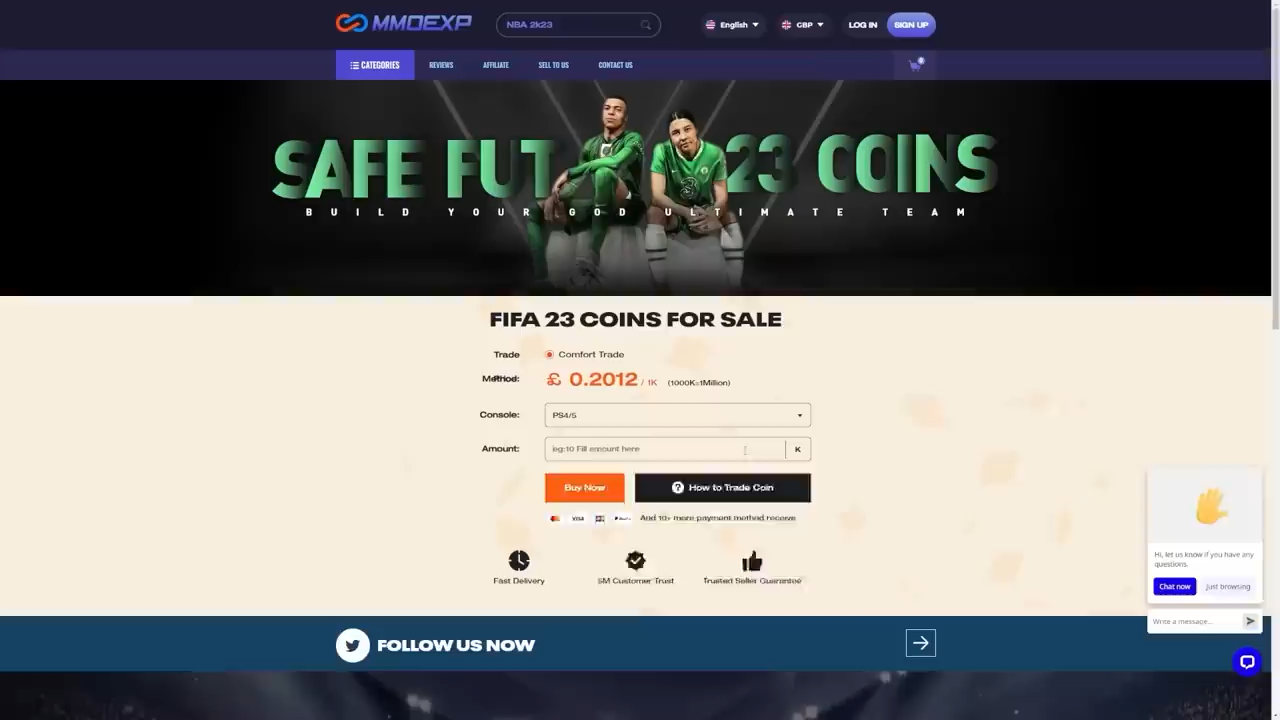 MMOEXP
NBA 2k23
English
GBP
LOG IN
SIGN UP
CATEGORIES
REVIEWS
AFFILIATE
SELL TO US
CONTACT US
0
SAFE FUT 23 COINS
BUILD YOUR GOD ULTIMATE TEAM
FIFA 23 COINS FOR SALE
Trade
Comfort Trade
£ 0.2012 / 1K (1000K=1Million)
Console:
PS4/5
Amount:
eg:10 Fill amount here
K
Buy Now
How to Trade Coin
VISA
And 10+ more payment method receive
Fast Delivery
5M Customer Trust
Trusted Seller Guarantee
Hi, let us know if you have any
questions.
Chat now
Just browsing
Write a message...
FOLLOW US NOW